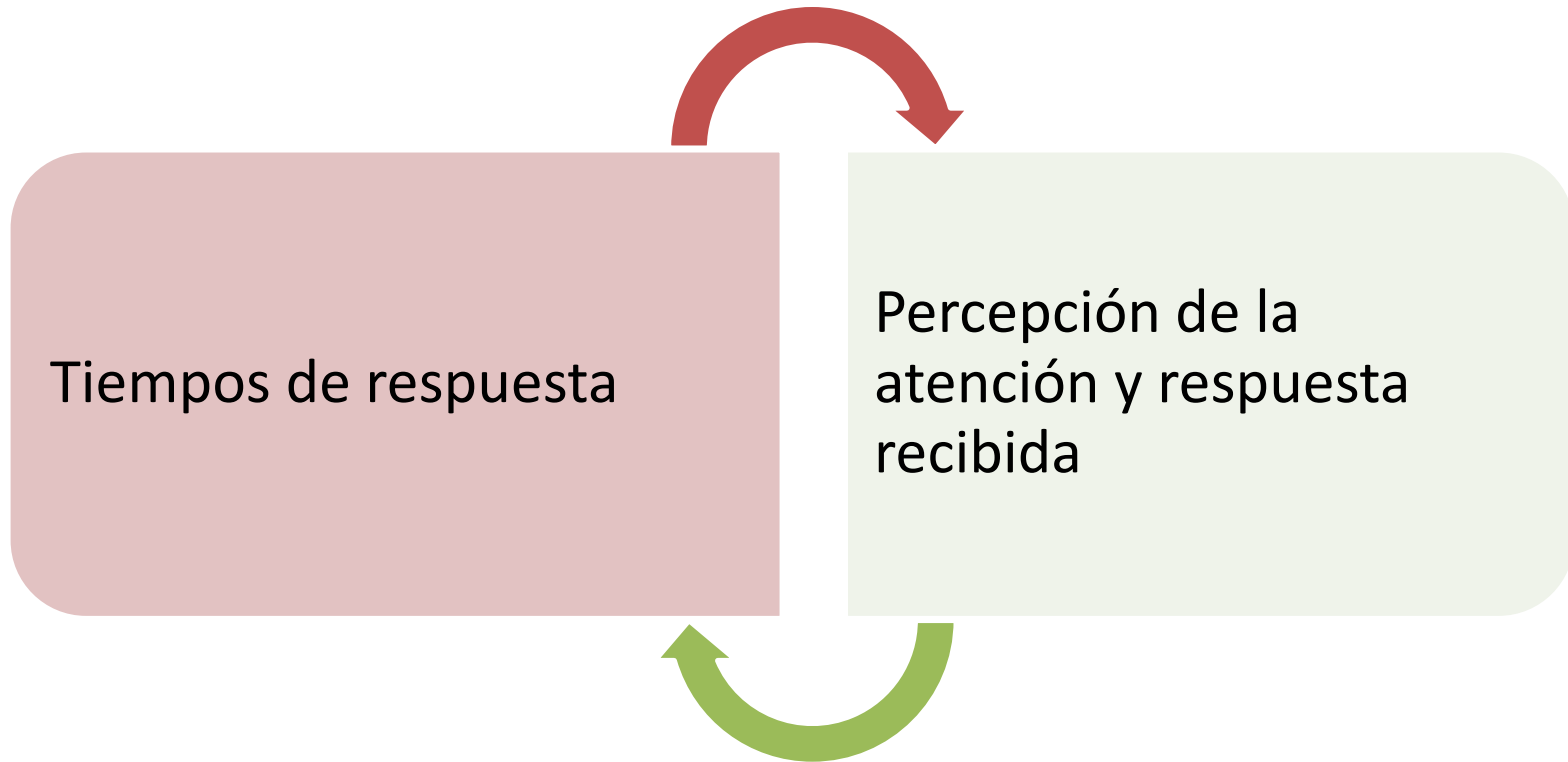 Tiempos de respuesta
Percepción de la
atención y respuesta
recibida